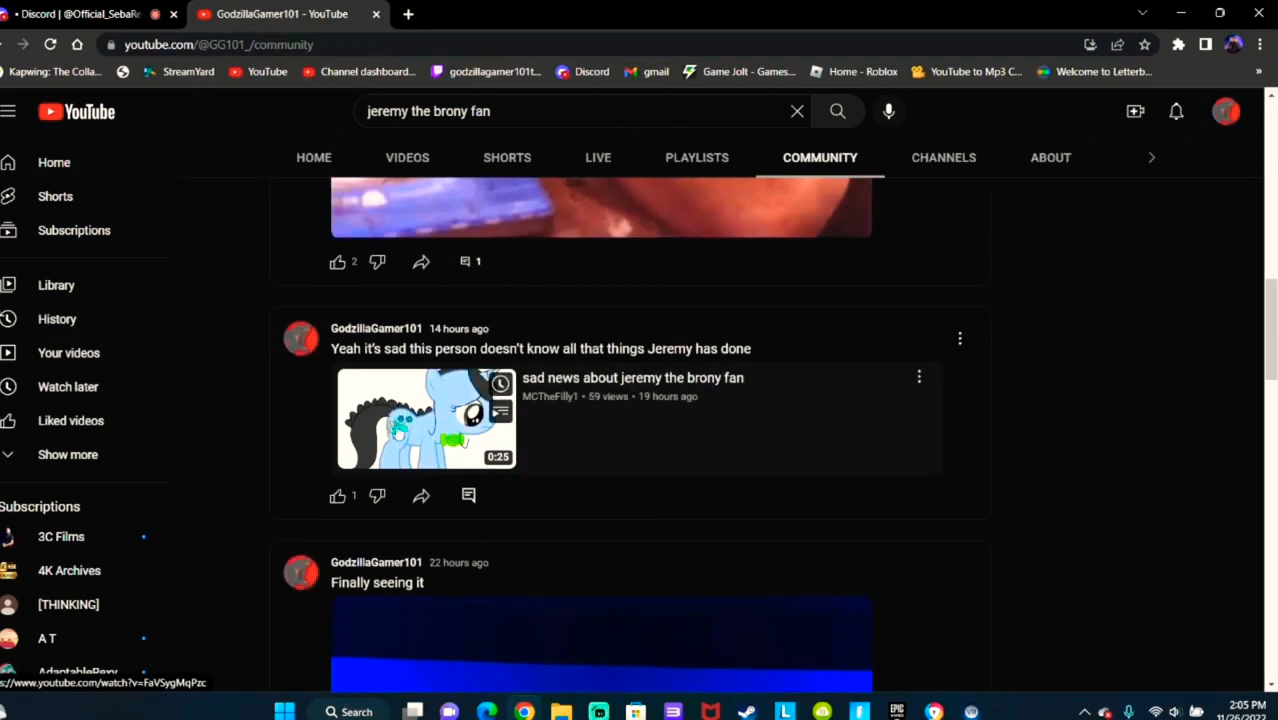 Discord | @Official_SebaRe
GodzillaGamer101 - YouTube
youtube.com/@GG101_/community
Kapwing: The Colla...
StreamYard
YouTube
Channel dashboard...
godzillagamer101t...
Discord
gmail
Game Jolt - Games...
Home - Roblox
YouTube to Mp3 C...
Welcome to Letterb...
YouTube
jeremy the brony fan
HOME VIDEOS SHORTS LIVE PLAYLISTS COMMUNITY CHANNELS ABOUT
Home
Shorts
Subscriptions
Library
History
Your videos
Watch later
Liked videos
Show more
Subscriptions
3C Films
4K Archives
[THINKING]
A T
AdaptableRexy
2
1
GodzillaGamer101 14 hours ago
Yeah it's sad this person doesn't know all that things Jeremy has done
sad news about jeremy the brony fan
MCTheFilly1 • 59 views • 19 hours ago
0:25
1
GodzillaGamer101 22 hours ago
Finally seeing it
s://www.youtube.com/watch?v=FaVSygMqPzc
Search
2:05 PM
11/26/2022